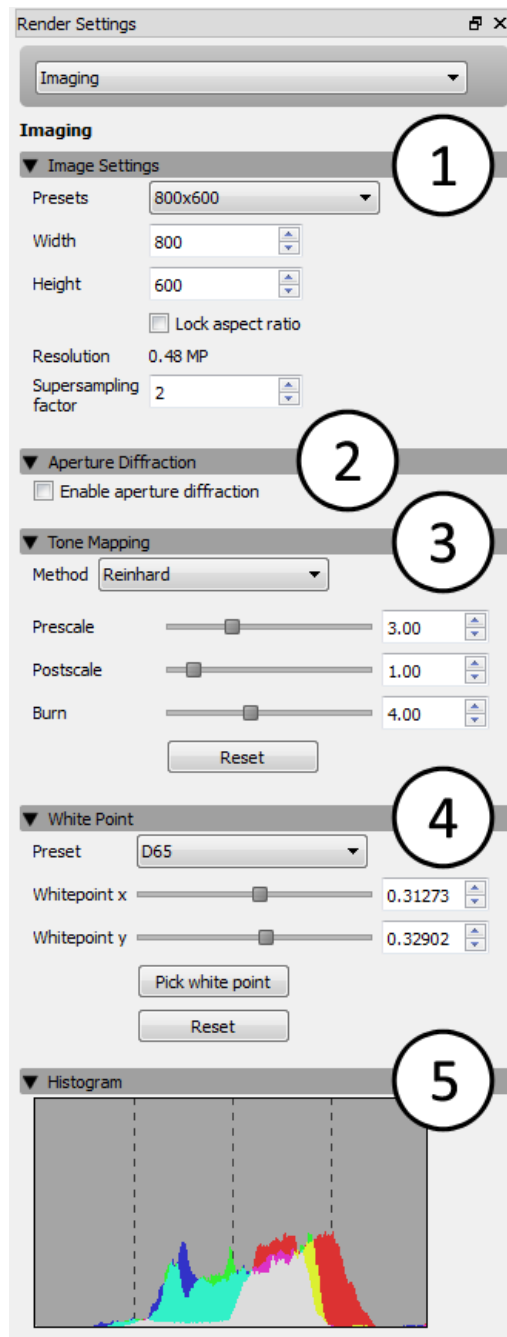 Render Settings
Imaging
Imaging
Image Settings
1
Presets 800x600
Width 800
Height 600
Lock aspect ratio
Resolution 0.48 MP
Supersampling
factor
2
Aperture Diffraction
2
Enable aperture diffraction
Tone Mapping
3
Method Reinhard
Prescale 3.00
Postscale 1.00
Burn 4.00
Reset
White Point
4
Preset D65
Whitepoint x 0.31273
Whitepoint y 0.32902
Pick white point
Reset
Histogram
5